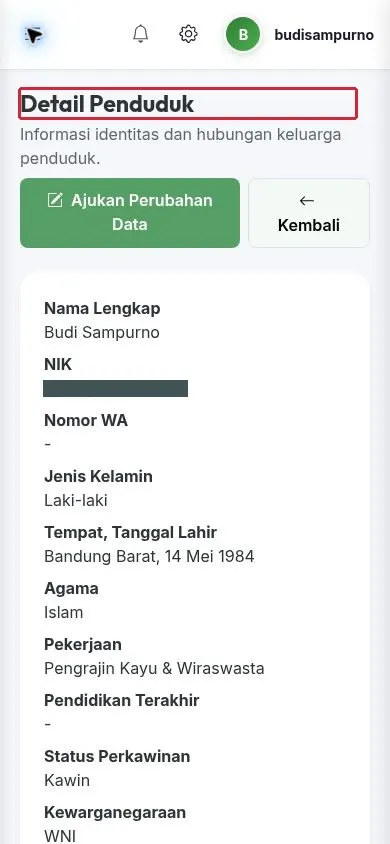 B budisampurno
Detail Penduduk
Informasi identitas dan hubungan keluarga
penduduk.
Ajukan Perubahan
Data
Kembali
Nama Lengkap
Budi Sampurno
NIK
Nomor WA
-
Jenis Kelamin
Laki-laki
Tempat, Tanggal Lahir
Bandung Barat, 14 Mei 1984
Agama
Islam
Pekerjaan
Pengrajin Kayu & Wiraswasta
Pendidikan Terakhir
-
Status Perkawinan
Kawin
Kewarganegaraan
WNI